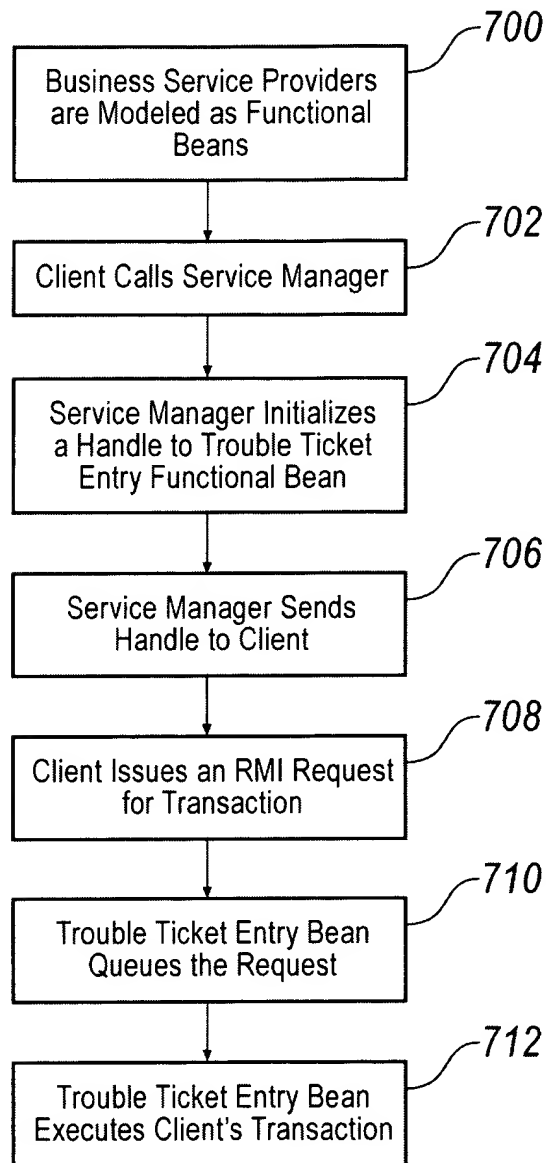 700
Business Service Providers
are Modeled as Functional
Beans
702
Client Calls Service Manager
704
Service Manager Initializes
a Handle to Trouble Ticket
Entry Functional Bean
706
Service Manager Sends
Handle to Client
708
Client Issues an RMI Request
for Transaction
710
Trouble Ticket Entry Bean
Queues the Request
712
Trouble Ticket Entry Bean
Executes Client's Transaction